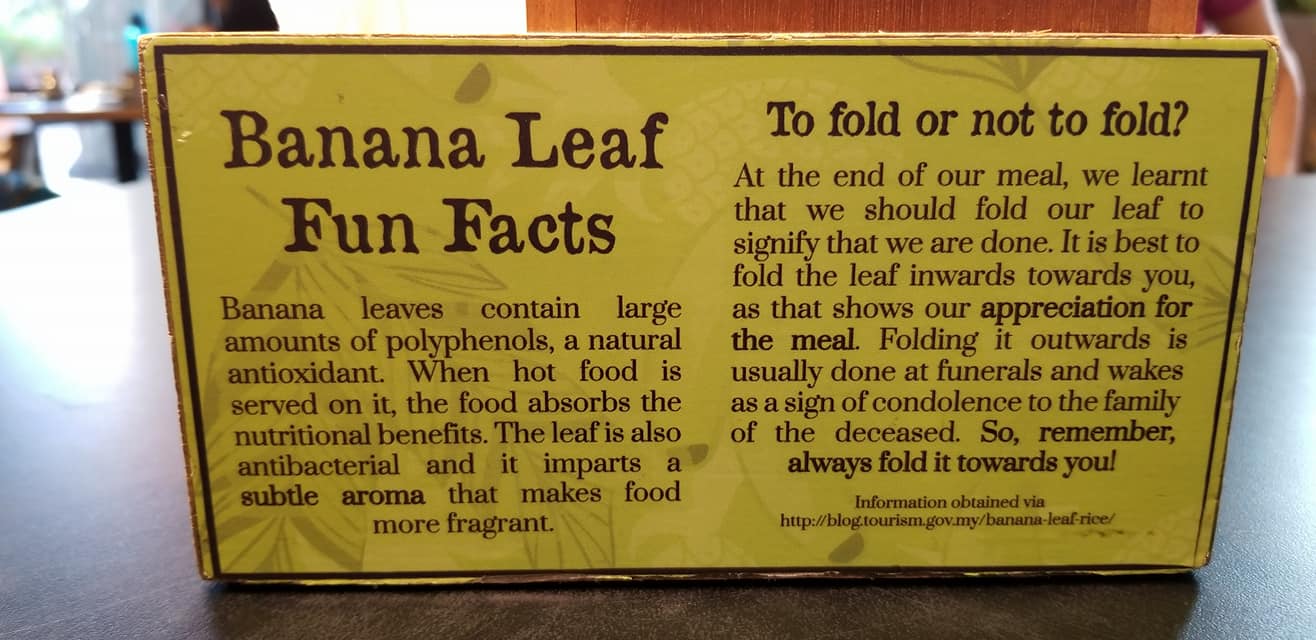 Banana Leaf
Fun Facts
Banana leaves contain large
amounts of polyphenols, a natural
antioxidant. When hot food is
served on it, the food absorbs the
nutritional benefits. The leaf is also
antibacterial and it imparts a
subtle aroma that makes food
more fragrant.
To fold or not to fold?
At the end of our meal, we learnt
that we should fold our leaf to
signify that we are done. It is best to
fold the leaf inwards towards you,
as that shows our appreciation for
the meal. Folding it outwards is
usually done at funerals and wakes
as a sign of condolence to the family
of the deceased. So, remember,
always fold it towards you!
Information obtained via
http://blog.tourism.gov.my/banana-leaf-rice/